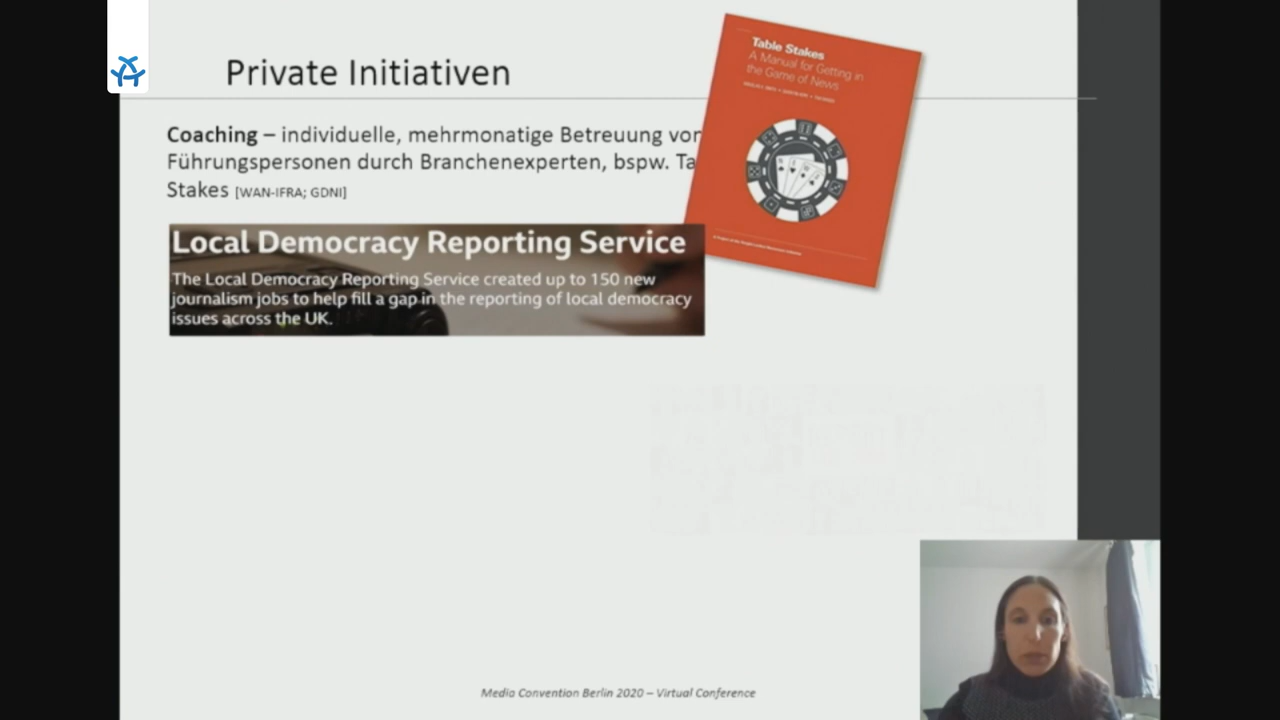 Private Initiativen
Table Stakes
A Manual for Getting in
the Game of News
Coaching – individuelle, mehrmonatige Betreuung von
Führungspersonen durch Branchenexperten, bspw. Ta
Stakes [WAN-IFRA; GDNI]
Local Democracy Reporting Service
The Local Democracy Reporting Service created up to 150 new
journalism jobs to help fill a gap in the reporting of local democracy
issues across the UK.
Media Convention Berlin 2020 – Virtual Conference